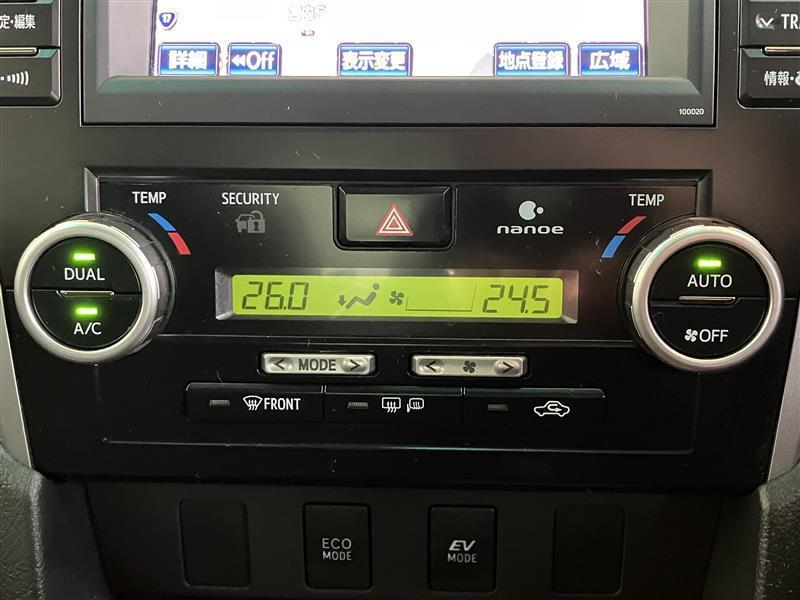 定・編集
17
詳細
◀◀Off
表示変更
地点登録
広域
TR
情報・
100020
TEMP
SECURITY
nanoe
TEMP
DUAL
A/C
26.0
24.5
AUTO
OFF
< MODE >
< >
FRONT
ECO
MODE
EV
MODE